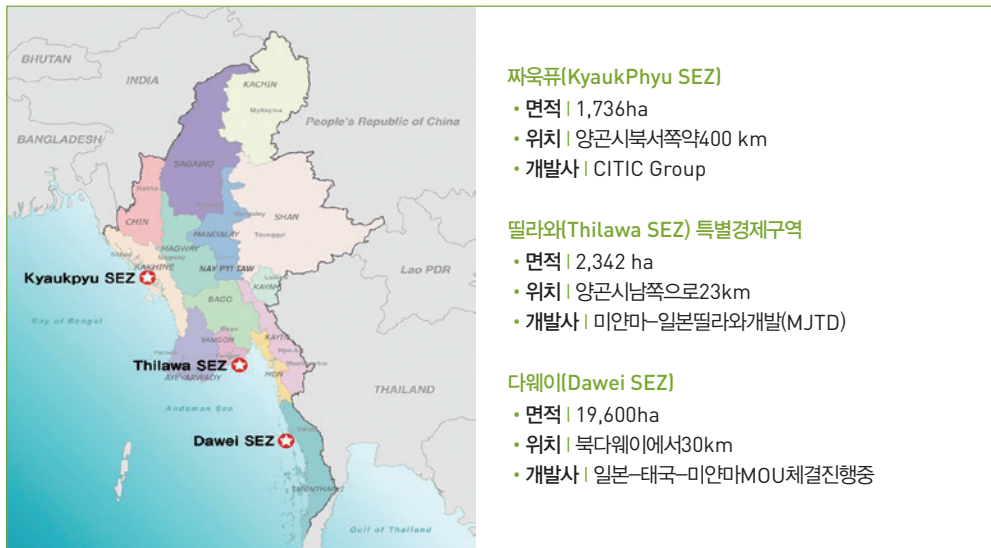 BHUTAN
INDIA
BANGLADESH
People's Republic of China
KACHIN
Myitkyina
SAGAING
CHIN
Hakha
SHAN
Taunggyi
MANDALAY
MAGWAY
Magway
NAY PYI TAW
RAKHINE
Lao PDR
KAYAH
Kyaukpyu SEZ
BAGO
Bago
Bay of Bengal
YANGON
KAYIN
MON
Thilawa SEZ
AYEYARWADY
THAILAND
Andaman Sea
Dawei SEZ
Gulf of Thailand
짜욱퓨(KyaukPhyu SEZ)
• 면적 | 1,736ha
• 위치 | 양곤시북서쪽약400 km
• 개발사 | CITIC Group
띨라와(Thilawa SEZ) 특별경제구역
• 면적 | 2,342 ha
• 위치 | 양곤시남쪽으로23km
• 개발사 | 미얀마–일본띨라와개발(MJTD)
다웨이(Dawei SEZ)
• 면적 | 19,600ha
• 위치 | 북다웨이에서30km
• 개발사 | 일본–태국–미얀마MOU체결진행중